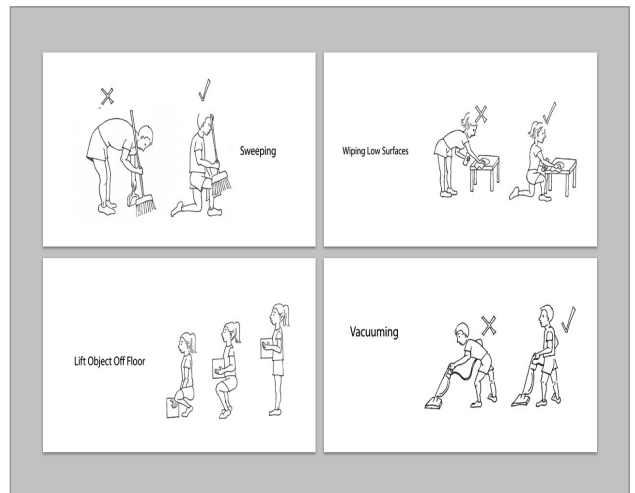 Sweeping
Wiping Low Surfaces
Lift Object Off Floor
Vacuuming